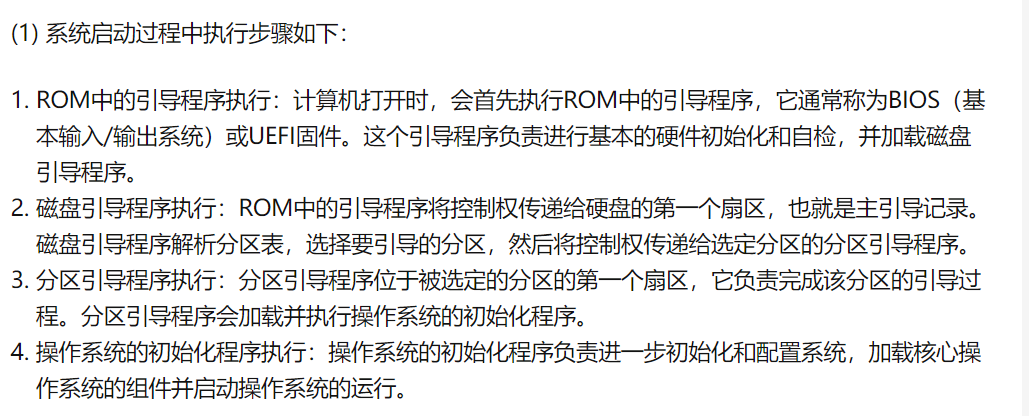 (1) 系统启动过程中执行步骤如下：
1. ROM中的引导程序执行：计算机打开时，会首先执行ROM中的引导程序，它通常称为BIOS（基
本输入/输出系统）或UEFI固件。这个引导程序负责进行基本的硬件初始化和自检，并加载磁盘
引导程序。
2. 磁盘引导程序执行：ROM中的引导程序将控制权传递给硬盘的第一个扇区，也就是主引导记录。
磁盘引导程序解析分区表，选择要引导的分区，然后将控制权传递给选定分区的分区引导程序。
3. 分区引导程序执行：分区引导程序位于被选定的分区的第一个扇区，它负责完成该分区的引导过
程。分区引导程序会加载并执行操作系统的初始化程序。
4. 操作系统的初始化程序执行：操作系统的初始化程序负责进一步初始化和配置系统，加载核心操
作系统的组件并启动操作系统的运行。